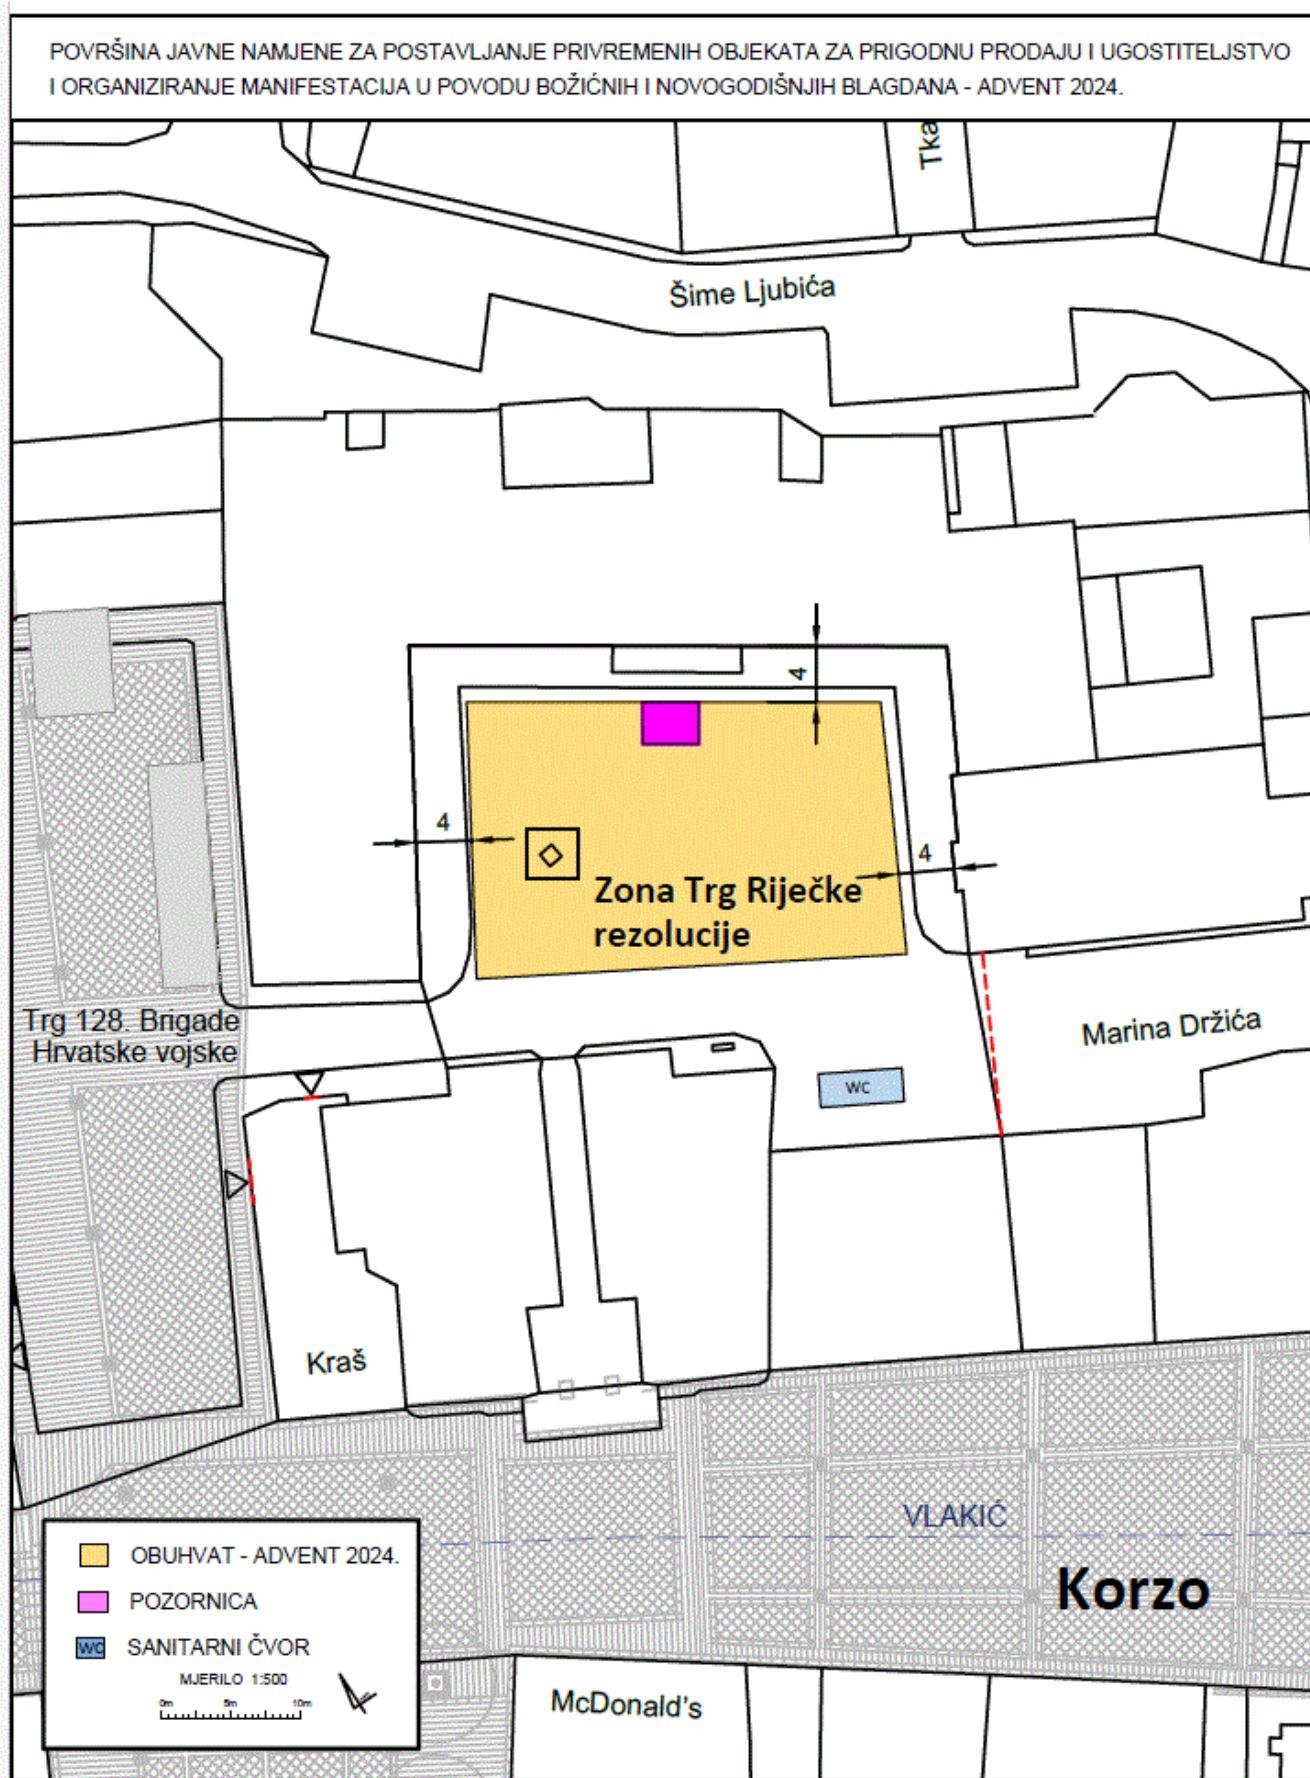 POVRŠINA JAVNE NAMJENE ZA POSTAVLJANJE PRIVREMENIH OBJEKATA ZA PRIGODNU PRODAJU I UGOSTITELJSTVO
I ORGANIZIRANJE MANIFESTACIJA U POVODU BOŽIĆNIH I NOVOGODIŠNJIH BLAGDANA - ADVENT 2024.
Tka
Šime Ljubića
4
4
4
Zona Trg Riječke
rezolucije
Trg 128. Brigade
Hrvatske vojske
Marina Držića
WC
Kraš
VLAKIĆ
Korzo
OBUHVAT - ADVENT 2024.
POZORNICA
WC SANITARNI ČVOR
MJERILO 1:500
0m 5m 10m
McDonald's